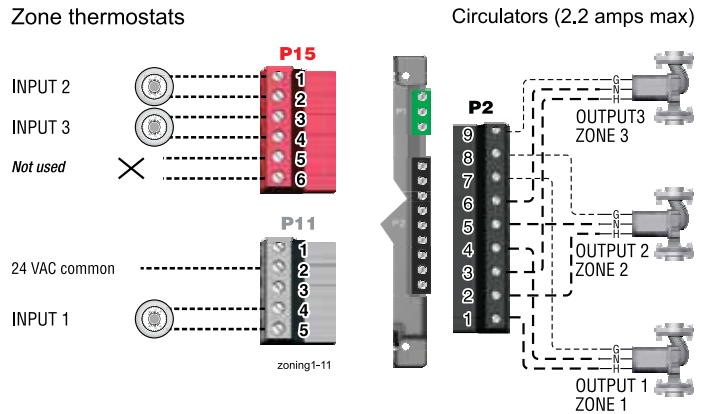 Zone thermostats
Circulators (2.2 amps max)
P15
INPUT 2
1
2
INPUT 3
3
4
Not used
5
6
P11
1
24 VAC common
2
3
INPUT 1
4
5
zoning1-11
P1
P2
P2
9
8
7
6
5
4
3
2
1
G
N
H
OUTPUT3
ZONE 3
G
N
H
OUTPUT 2
ZONE 2
G
N
H
OUTPUT 1
ZONE 1